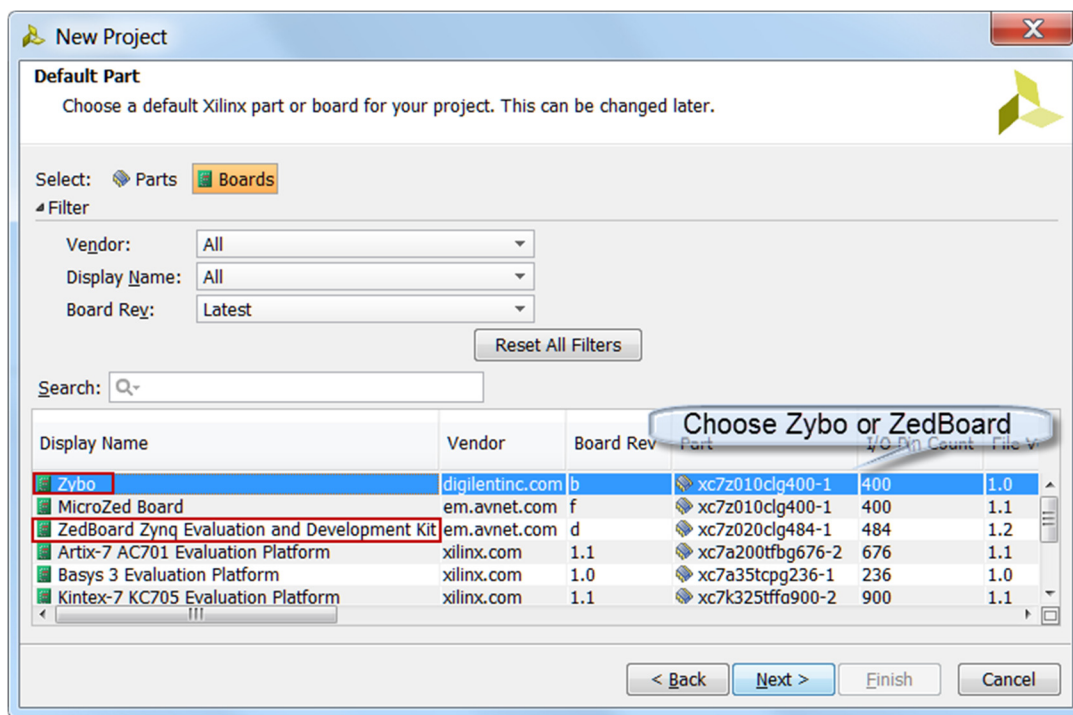 New Project
Default Part
Choose a default Xilinx part or board for your project. This can be changed later.
Select: Parts Boards
Filter
Vendor: All
Display Name: All
Board Rev: Latest
Reset All Filters
Search:
Choose Zybo or ZedBoard
Display Name Vendor Board Rev Part I/O Pin Count File V
Zybo digilentinc.com b xc7z010clg400-1 400 1.0
MicroZed Board em.avnet.com f xc7z010clg400-1 400 1.1
ZedBoard Zynq Evaluation and Development Kit em.avnet.com d xc7z020clg484-1 484 1.2
Artix-7 AC701 Evaluation Platform xilinx.com 1.1 xc7a200tfbg676-2 676 1.1
Basys 3 Evaluation Platform xilinx.com 1.0 xc7a35tcpg236-1 236 1.0
Kintex-7 KC705 Evaluation Platform xilinx.com 1.1 xc7k325tffg900-2 900 1.1
< Back Next > Finish Cancel